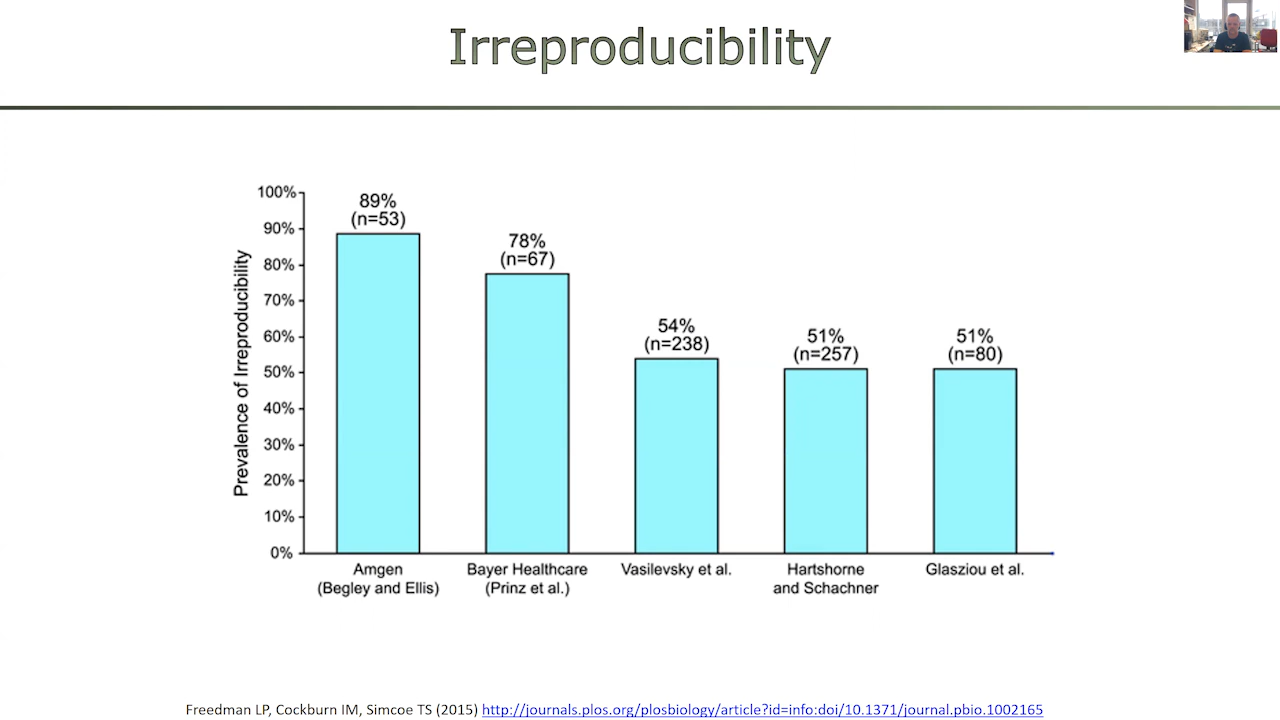 Irreproducibility
100%
90%
80%
70%
60%
50%
40%
30%
20%
10%
0%
Prevalence of Irreproducibility
89%
(n=53)
78%
(n=67)
54%
(n=238)
51%
(n=257)
51%
(n=80)
Amgen
(Begley and Ellis)
Bayer Healthcare
(Prinz et al.)
Vasilevsky et al.
Hartshorne
and Schachner
Glasziou et al.
Freedman LP, Cockburn IM, Simcoe TS (2015) http://journals.plos.org/plosbiology/article?id=info:doi/10.1371/journal.pbio.1002165